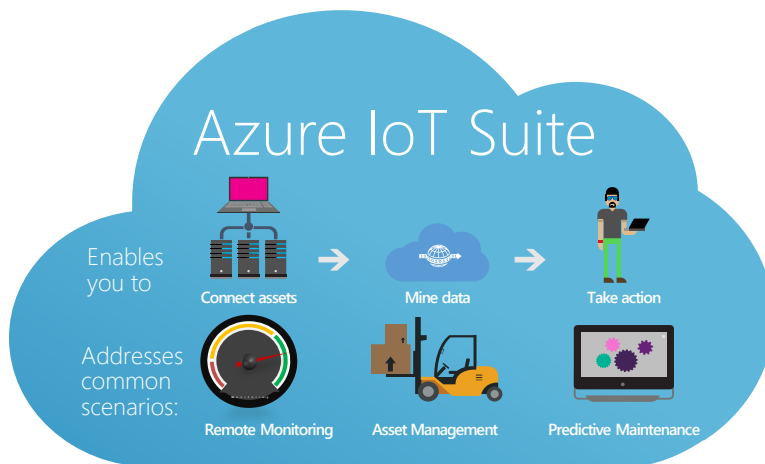 Azure IoT Suite
Enables
you to
Connect assets
Mine data
Take action
Addresses
common
scenarios:
Remote Monitoring
Asset Management
Predictive Maintenance